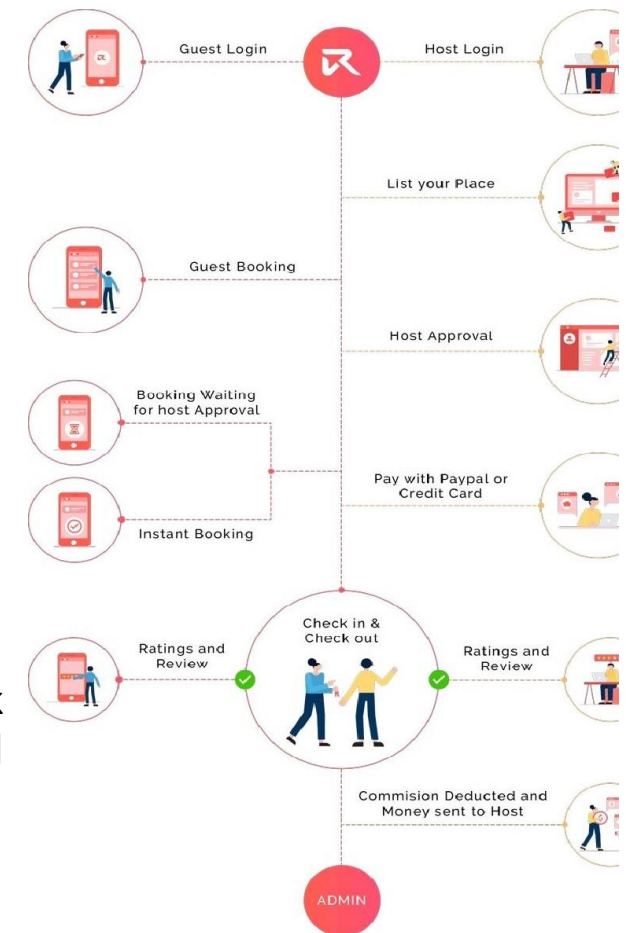 Guest Login
Host Login
List your Place
Guest Booking
Host Approval
Booking Waiting
for host Approval
Pay with Paypal or
Credit Card
Instant Booking
Check in &
Check out
Ratings and
Review
Ratings and
Review
Commision Deducted and
Money sent to Host
ADMIN